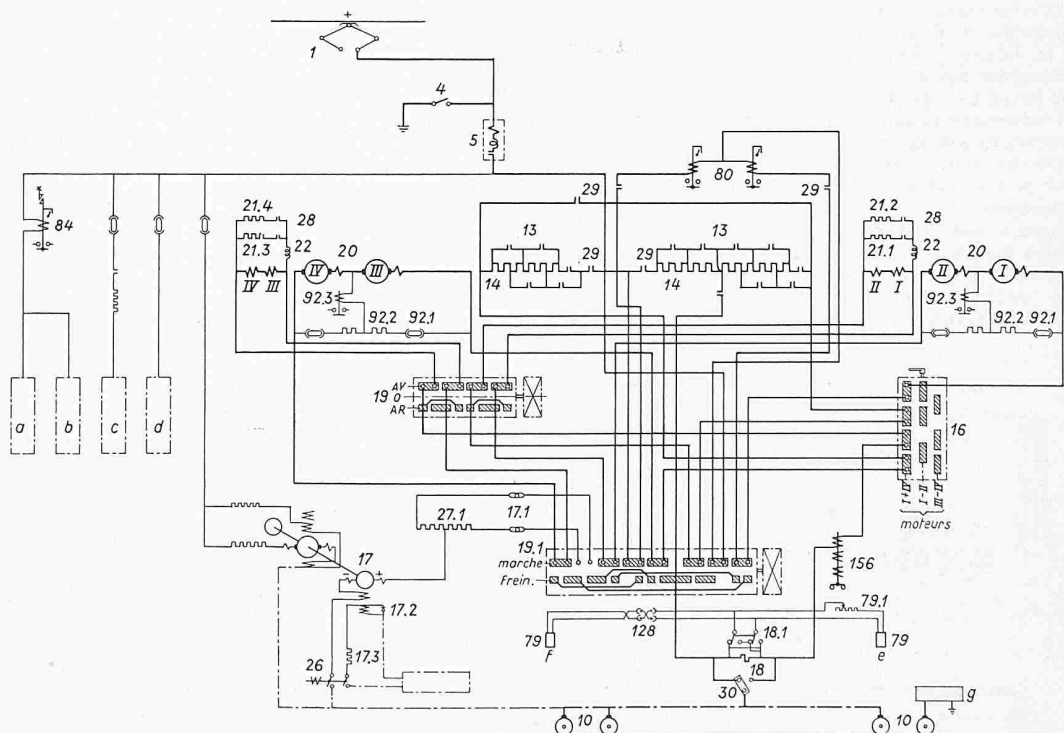 +
1
4
5
80
29
29
84
21.4
28
22
20
21.3
IV
III
IV III
13
29
29
13
21.2
28
22
20
21.1
II
I
II I
14
14
92.3
92.2
92.1
92.3
92.2
92.1
AV
19 0
AR
16
a
b
c
d
I+IV
I-II
III-IV
moteurs
27.1
17.1
17
+
19.1
marche
Frein.
156
17.2
17.3
26
79
f
128
18.1
18
30
79.1
79
e
10
10
g